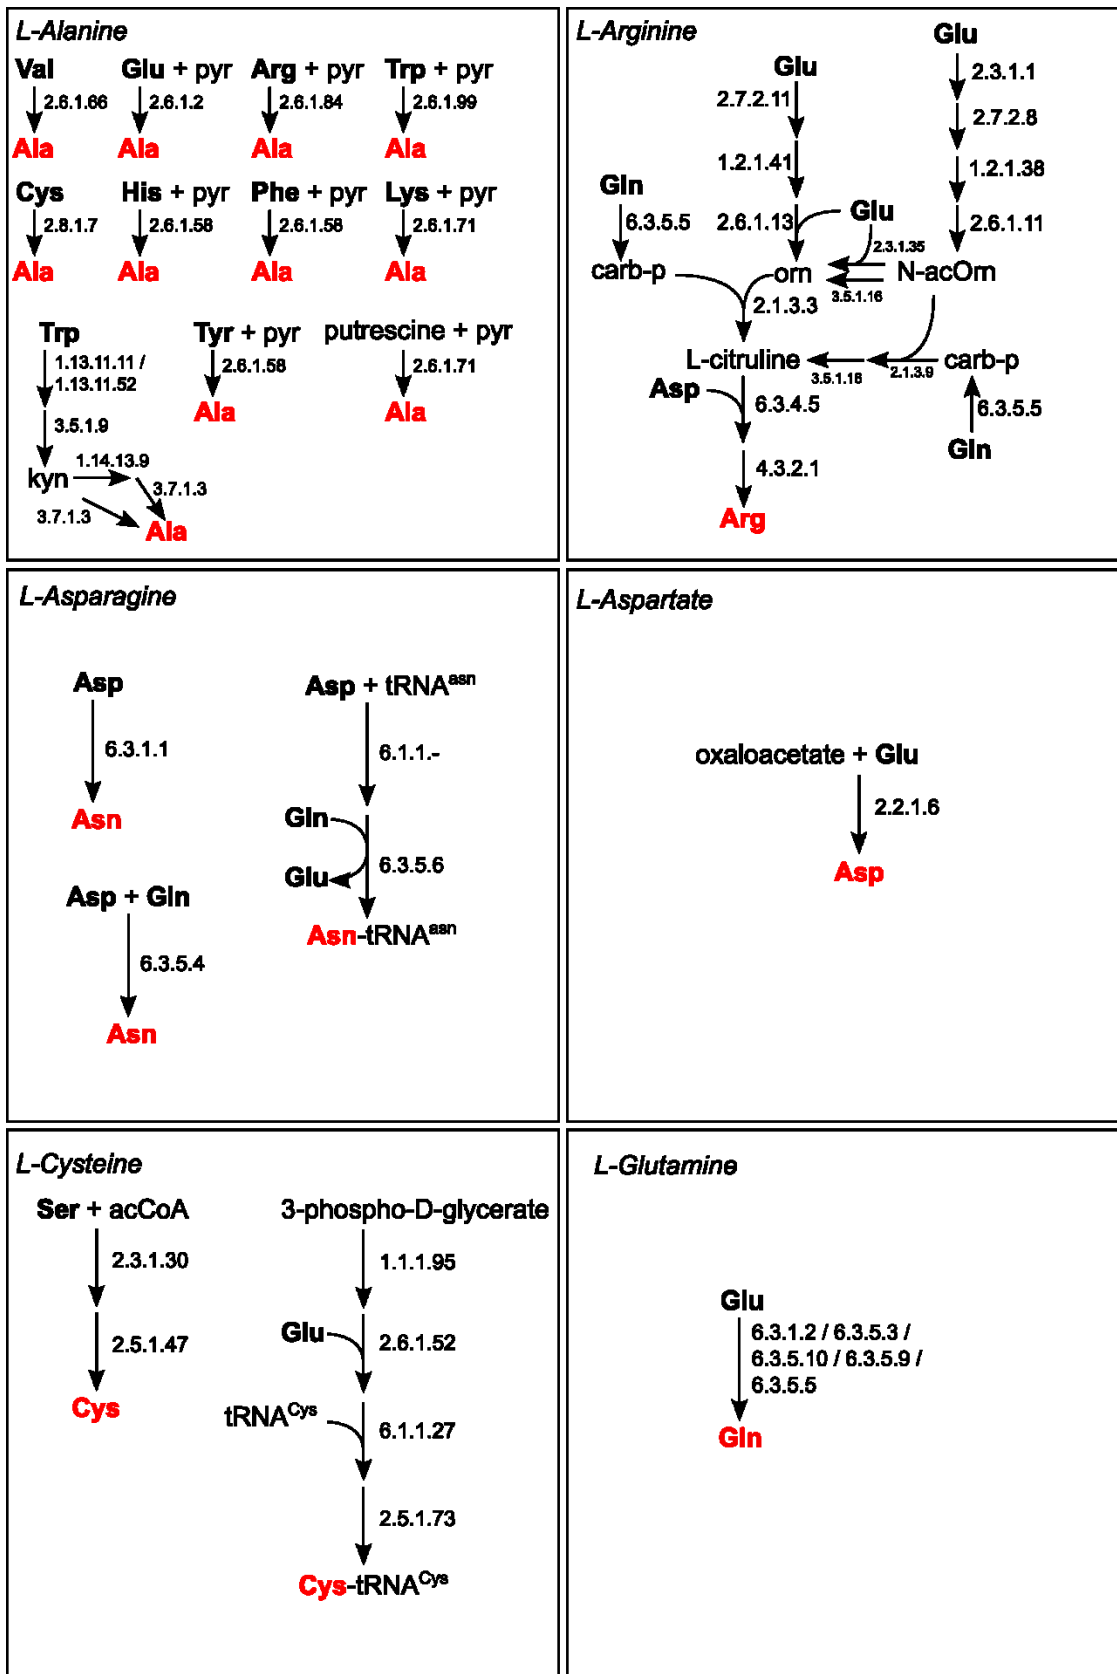 L-Alanine
Val Glu + pyr Arg + pyr Trp + pyr
2.6.1.66 2.6.1.2 2.6.1.84 2.6.1.99
Ala Ala Ala Ala
Cys His + pyr Phe + pyr Lys + pyr
2.8.1.7 2.6.1.58 2.6.1.58 2.6.1.71
Ala Ala Ala Ala
Trp Tyr + pyr putrescine + pyr
1.13.11.11 /
1.13.11.52
2.6.1.58 2.6.1.71
Ala Ala
3.5.1.9
kyn
1.14.13.9
3.7.1.3
3.7.1.3
Ala
L-Arginine
Glu
Glu
2.3.1.1
2.7.2.11
2.7.2.8
1.2.1.41
1.2.1.38
Gln
Glu
6.3.5.5
2.6.1.13
2.6.1.11
2.3.1.35
carb-p
orn
N-acOrn
3.5.1.16
2.1.3.3
L-citruline
carb-p
3.5.1.16
2.1.3.9
Asp
6.3.4.5
6.3.5.5
Gln
4.3.2.1
Arg
L-Asparagine
Asp
6.3.1.1
Asn
Asp + Gln
6.3.5.4
Asn
Asp + tRNAasn
6.1.1.-
Gln
6.3.5.6
Glu
Asn-tRNAasn
L-Aspartate
oxaloacetate + Glu
2.2.1.6
Asp
L-Cysteine
Ser + acCoA
2.3.1.30
2.5.1.47
Cys
3-phospho-D-glycerate
1.1.1.95
Glu
2.6.1.52
tRNACys
6.1.1.27
2.5.1.73
Cys-tRNACys
L-Glutamine
Glu
6.3.1.2 / 6.3.5.3 /
6.3.5.10 / 6.3.5.9 /
6.3.5.5
Gln